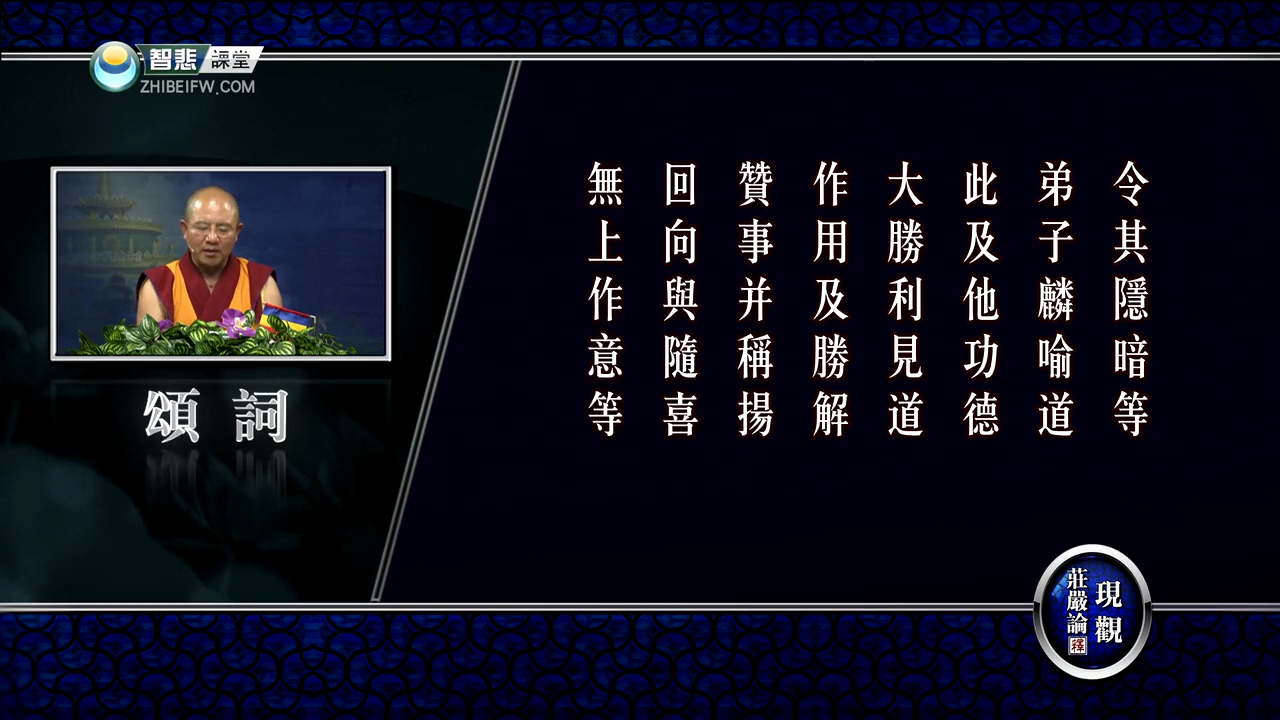 智悲 課堂
ZHIBEIFW.COM
令其隱暗等
弟子麟喻道
此及他功德
大勝利見道
作用及勝解
贊事并稱揚
回向與隨喜
無上作意等
頌詞
現觀
莊嚴論釋